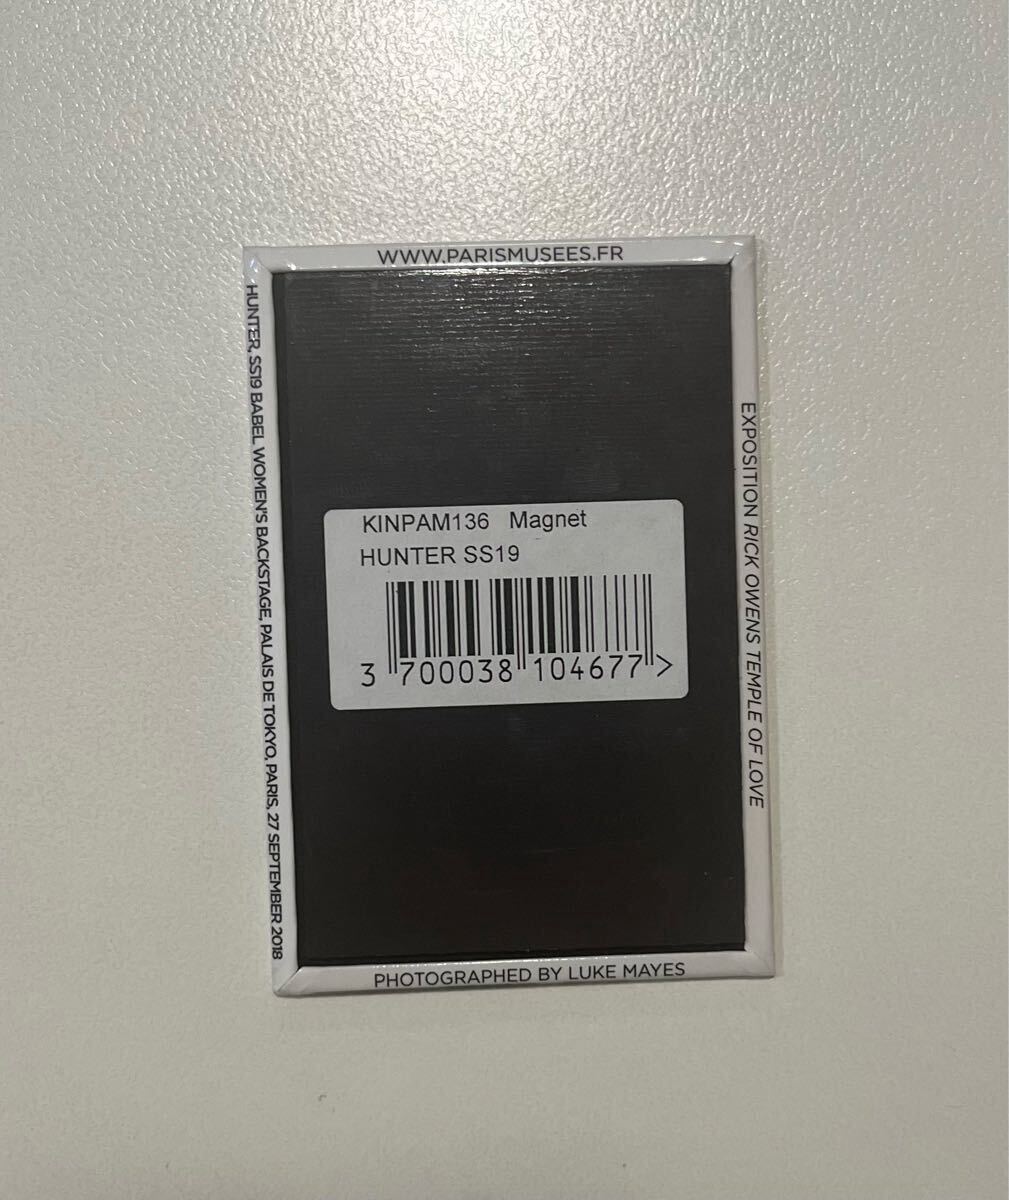 WWW.PARISMUSEES.FR
HUNTER, SS19 BABEL WOMEN'S BACKSTAGE, PALAIS DE TOKYO, PARIS, 27 SEPTEMBER 2018
EXPOSITION RICK OWENS TEMPLE OF LOVE
KINPAM136 Magnet
HUNTER SS19
3 700038 104677 >
PHOTOGRAPHED BY LUKE MAYES